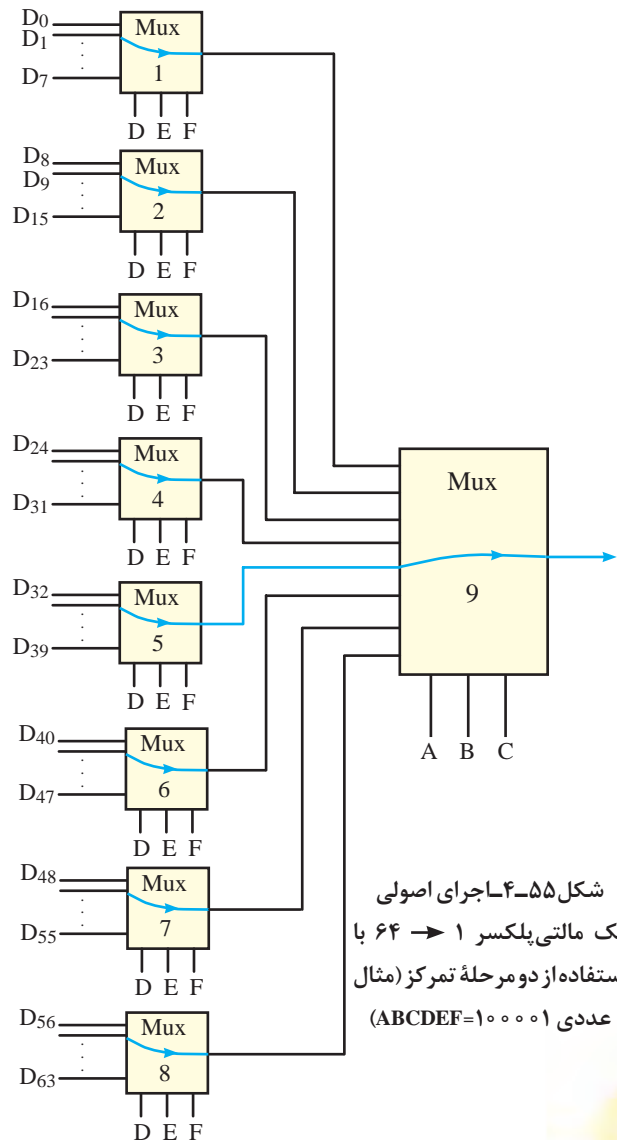 D0
D1
D7
Mux
1
D E F
D8
D9
D15
Mux
2
D E F
D16
D23
Mux
3
D E F
D24
D31
Mux
4
D E F
D32
D39
Mux
5
D E F
D40
D47
Mux
6
D E F
D48
D55
Mux
7
D E F
D56
D63
Mux
8
D E F
Mux
9
A B C
شکل ۵۵ـ۴ـاجرای اصولی
ک مالتی‌پلکسر ۱ → ۶۴ با
ستفاده از دو مرحلهٔ تمرکز (مثال
عددی ABCDEF=۱۰۰۰۰۱)